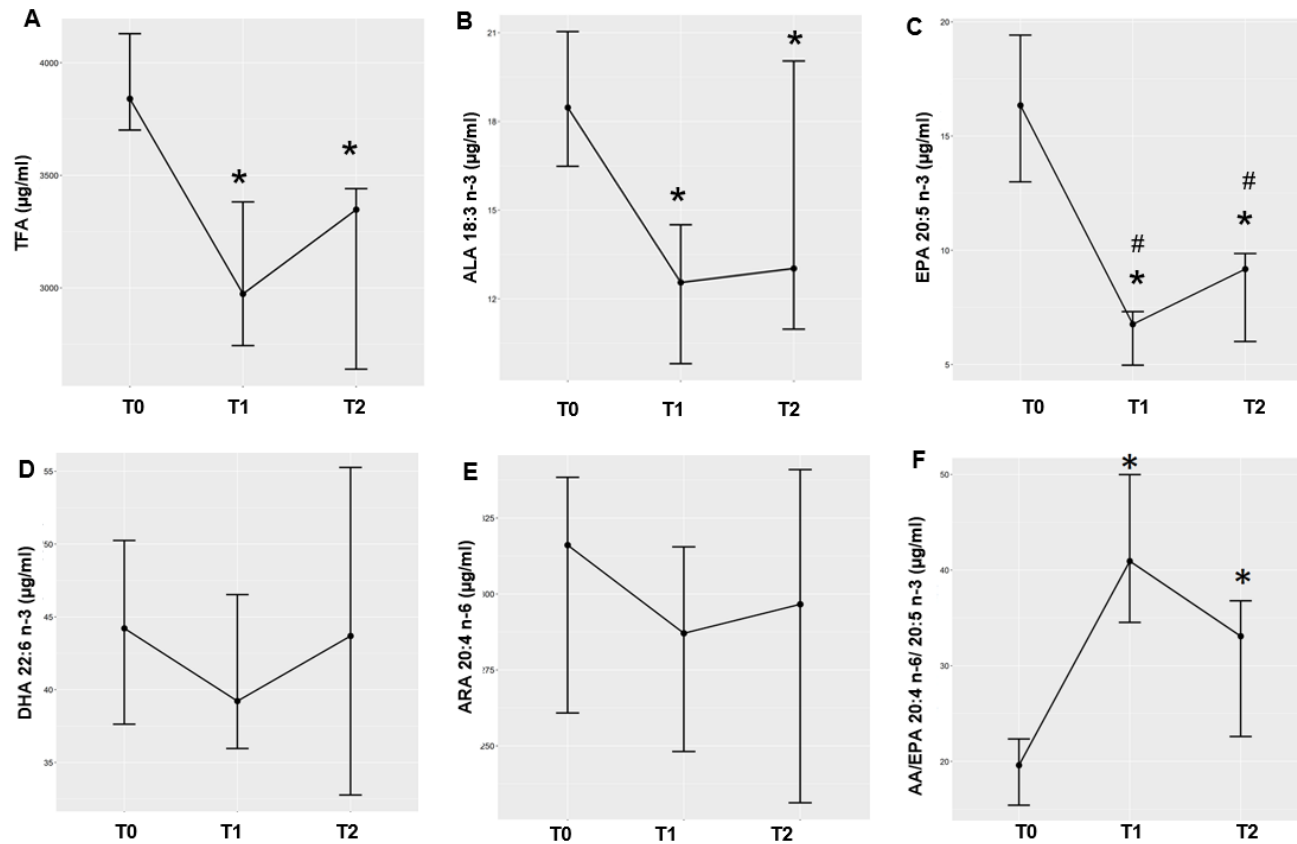 A
TFA (µg/ml)
4000
3500
3000
*
*
T0 T1 T2
B
ALA 18:3 n-3 (µg/ml)
21
18
15
12
*
*
T0 T1 T2
C
EPA 20:5 n-3 (µg/ml)
20
15
10
5
#
*
#
*
T0 T1 T2
D
DHA 22:6 n-3 (µg/ml)
55
50
45
40
35
T0 T1 T2
E
ARA 20:4 n-6 (µg/ml)
T0 T1 T2
F
AA/EPA 20:4 n-6/ 20:5 n-3 (µg/ml)
50
40
30
20
*
*
T0 T1 T2